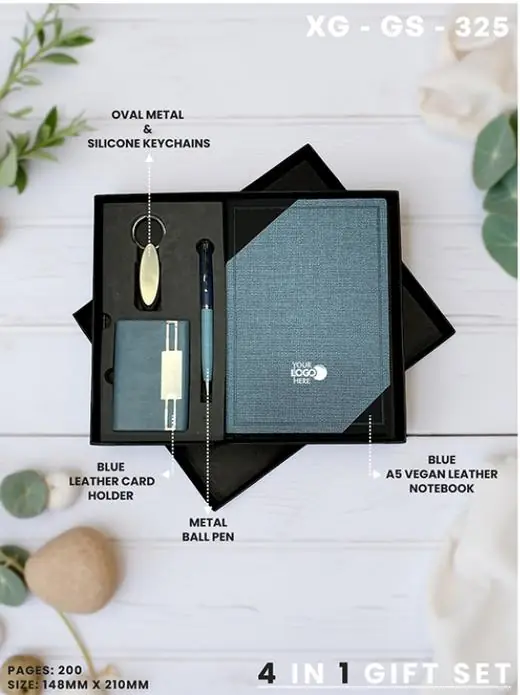 XG - GS - 325
OVAL METAL
&
SILICONE KEYCHAINS
YOUR
LOGO
HERE
BLUE
LEATHER CARD
HOLDER
BLUE
A5 VEGAN LEATHER
NOTEBOOK
METAL
BALL PEN
PAGES: 200
SIZE: 148MM X 210MM
4 IN 1 GIFT SET